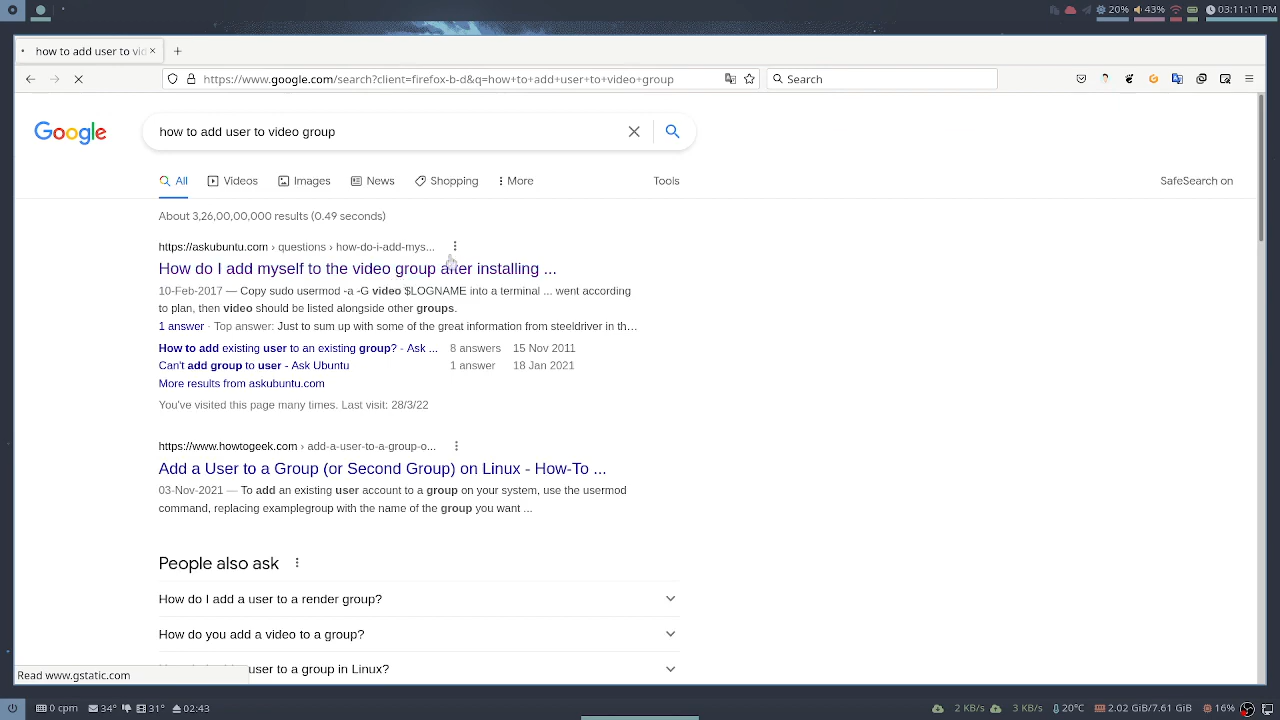 20% 43% 03:11:11 PM
how to add user to vid
https://www.google.com/search?client=firefox-b-d&q=how+to+add+user+to+video+group
Search
Google
how to add user to video group
All Videos Images News Shopping More Tools SafeSearch on
About 3,26,00,00,000 results (0.49 seconds)
https://askubuntu.com › questions › how-do-i-add-mys...
How do I add myself to the video group after installing ...
10-Feb-2017 — Copy sudo usermod -a -G video $LOGNAME into a terminal ... went according
to plan, then video should be listed alongside other groups.
1 answer · Top answer: Just to sum up with some of the great information from steeldriver in th…
How to add existing user to an existing group? - Ask ... 8 answers 15 Nov 2011
Can't add group to user - Ask Ubuntu 1 answer 18 Jan 2021
More results from askubuntu.com
You've visited this page many times. Last visit: 28/3/22
https://www.howtogeek.com › add-a-user-to-a-group-o...
Add a User to a Group (or Second Group) on Linux - How-To ...
03-Nov-2021 — To add an existing user account to a group on your system, use the usermod
command, replacing examplegroup with the name of the group you want ...
People also ask
How do I add a user to a render group?
How do you add a video to a group?
user to a group in Linux?
Read www.gstatic.com
0 cpm 34° 31° 02:43 2 KB/s 3 KB/s 20°C 2.02 GiB/7.61 GiB 16%